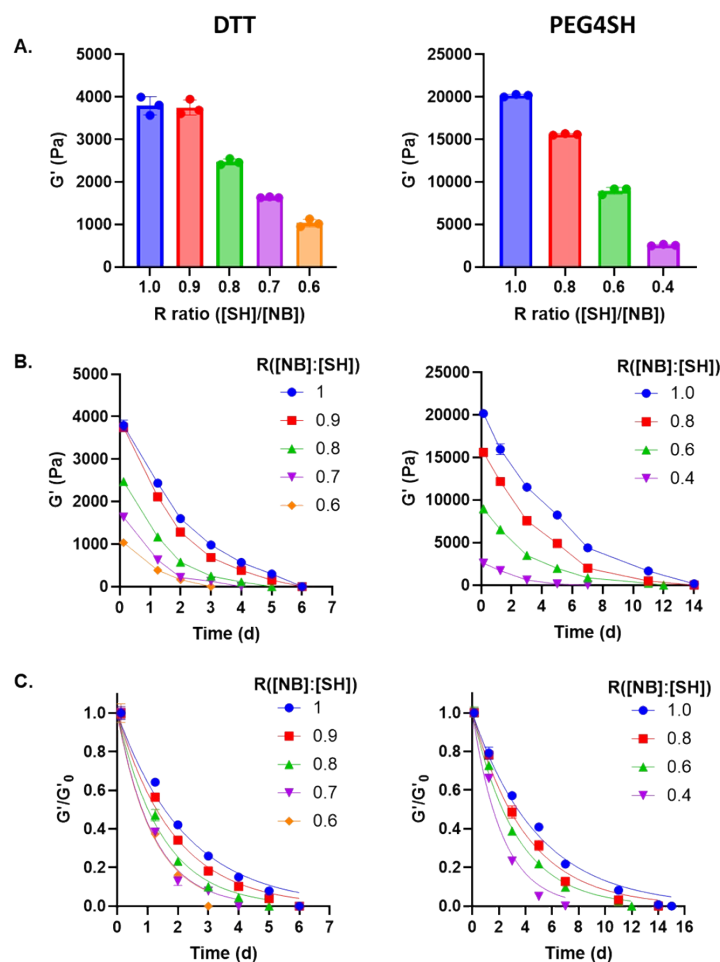 DTT
PEG4SH
A.
G' (Pa)
5000
4000
3000
2000
1000
0
1.0 0.9 0.8 0.7 0.6
R ratio ([SH]/[NB])
G' (Pa)
25000
20000
15000
10000
5000
0
1.0 0.8 0.6 0.4
R ratio ([SH]/[NB])
B.
R([NB]:[SH])
1
0.9
0.8
0.7
0.6
G' (Pa)
5000
4000
3000
2000
1000
0
0 1 2 3 4 5 6 7
Time (d)
R([NB]:[SH])
1.0
0.8
0.6
0.4
G' (Pa)
25000
20000
15000
10000
5000
0
0 2 4 6 8 10 12 14
Time (d)
C.
R([NB]:[SH])
1
0.9
0.8
0.7
0.6
G'/G'0
1.0
0.8
0.6
0.4
0.2
0.0
0 1 2 3 4 5 6 7
Time (d)
R([NB]:[SH])
1.0
0.8
0.6
0.4
G'/G'0
1.0
0.8
0.6
0.4
0.2
0.0
0 2 4 6 8 10 12 14 16
Time (d)